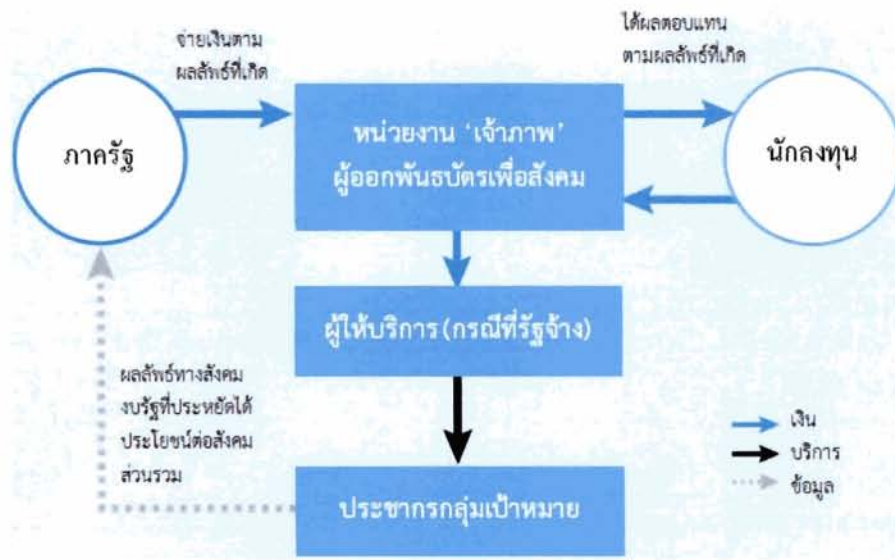 จ่ายเงินตาม
ผลลัพธ์ที่เกิด
ได้ผลตอบแทน
ตามผลลัพธ์ที่เกิด
ภาครัฐ
หน่วยงาน ‘เจ้าภาพ’
ผู้ออกพันธบัตรเพื่อสังคม
นักลงทุน
ผู้ให้บริการ (กรณีที่รัฐจ้าง)
ผลลัพธ์ทางสังคม
งบรัฐที่ประหยัดได้
ประโยชน์ต่อสังคม
ส่วนรวม
เงิน
บริการ
ข้อมูล
ประชากรกลุ่มเป้าหมาย